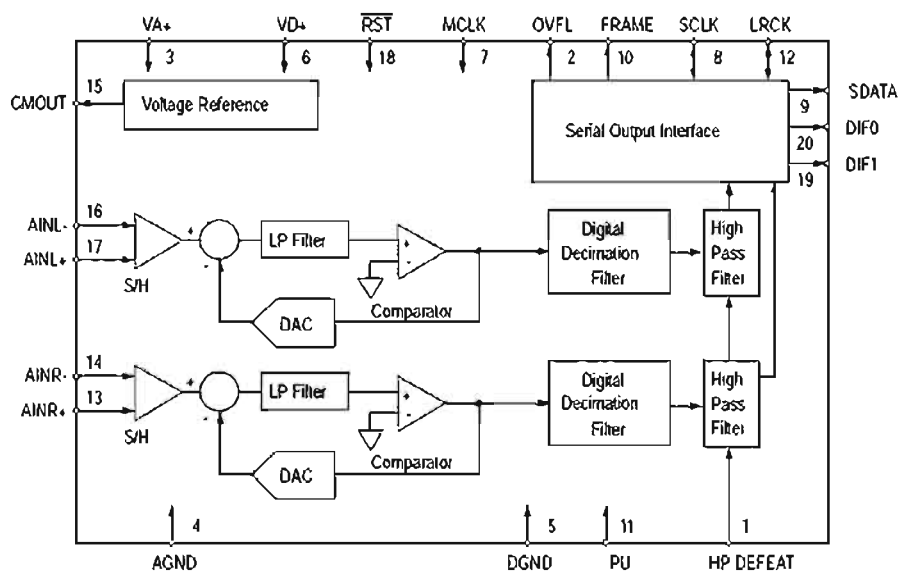 VA+ VD+ RST MCLK OVFL FRAME SCLK LRCK
3 6 18 7 2 10 8 12
CMOUT 15 Voltage Reference
Serial Output Interface
9 SDATA
20 DIF0
19 DIF1
AINL- 16
AINL+ 17
S/H
+
-
LP Filter
+
-
Comparator
DAC
Digital
Decimation
Filter
High
Pass
Filter
AINR- 14
AINR+ 13
S/H
+
-
LP Filter
+
-
Comparator
DAC
Digital
Decimation
Filter
High
Pass
Filter
4 5 11 1
AGND DGND PU HP DEFEAT